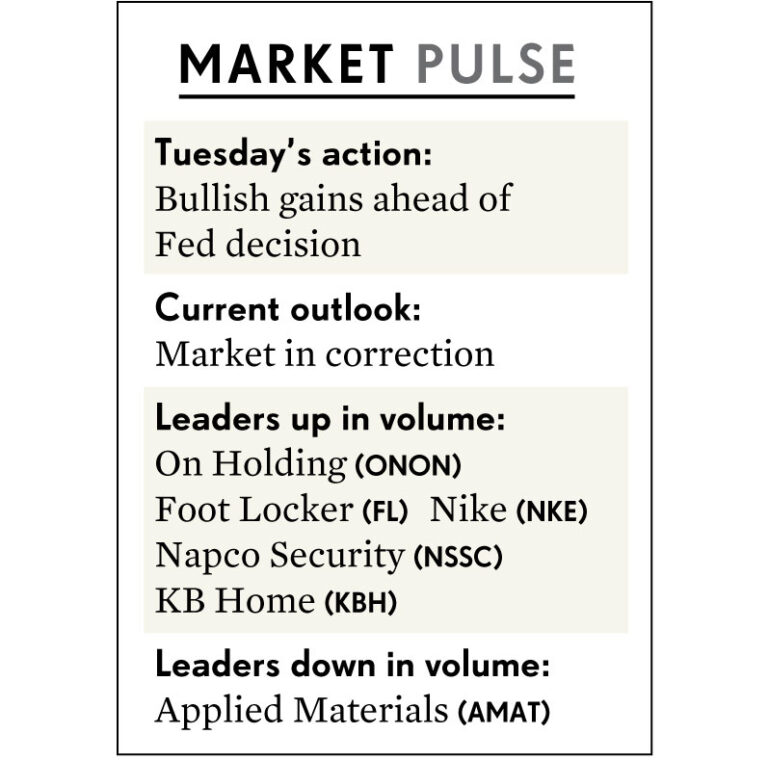 MARKET PULSE
Tuesday’s action:
Bullish gains ahead of
Fed decision
Current outlook:
Market in correction
Leaders up in volume:
On Holding (ONON)
Foot Locker (FL) Nike (NKE)
Napco Security (NSSC)
KB Home (KBH)
Leaders down in volume:
Applied Materials (AMAT)